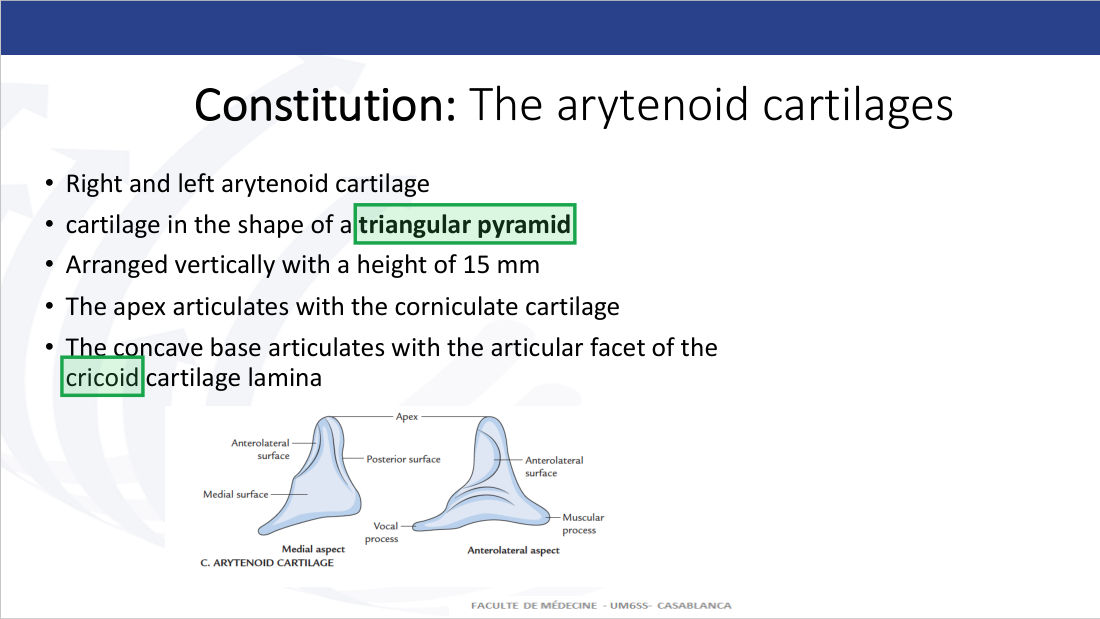 Constitution: The arytenoid cartilages
• Right and left arytenoid cartilage
• cartilage in the shape of a triangular pyramid
• Arranged vertically with a height of 15 mm
• The apex articulates with the corniculate cartilage
• The concave base articulates with the articular facet of the
cricoid cartilage lamina
Apex
Anterolateral
surface
Posterior surface
Medial surface
Anterolateral
surface
Vocal
process
Muscular
process
Medial aspect
Anterolateral aspect
C. ARYTENOID CARTILAGE
FACULTE DE MÉDECINE - UM6SS- CASABLANCA